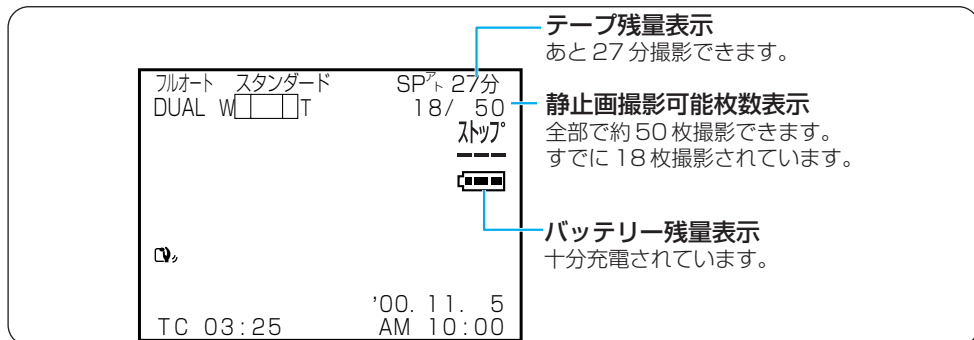 テープ残量表示
あと27分撮影できます。
フルオート スタンダード SPアト 27分
DUAL W T 18/ 50
静止画撮影可能枚数表示
全部で約50枚撮影できます。
すでに18枚撮影されています。
ストップ
---
バッテリー残量表示
十分充電されています。
'00. 11. 5
TC 03:25 AM 10:00